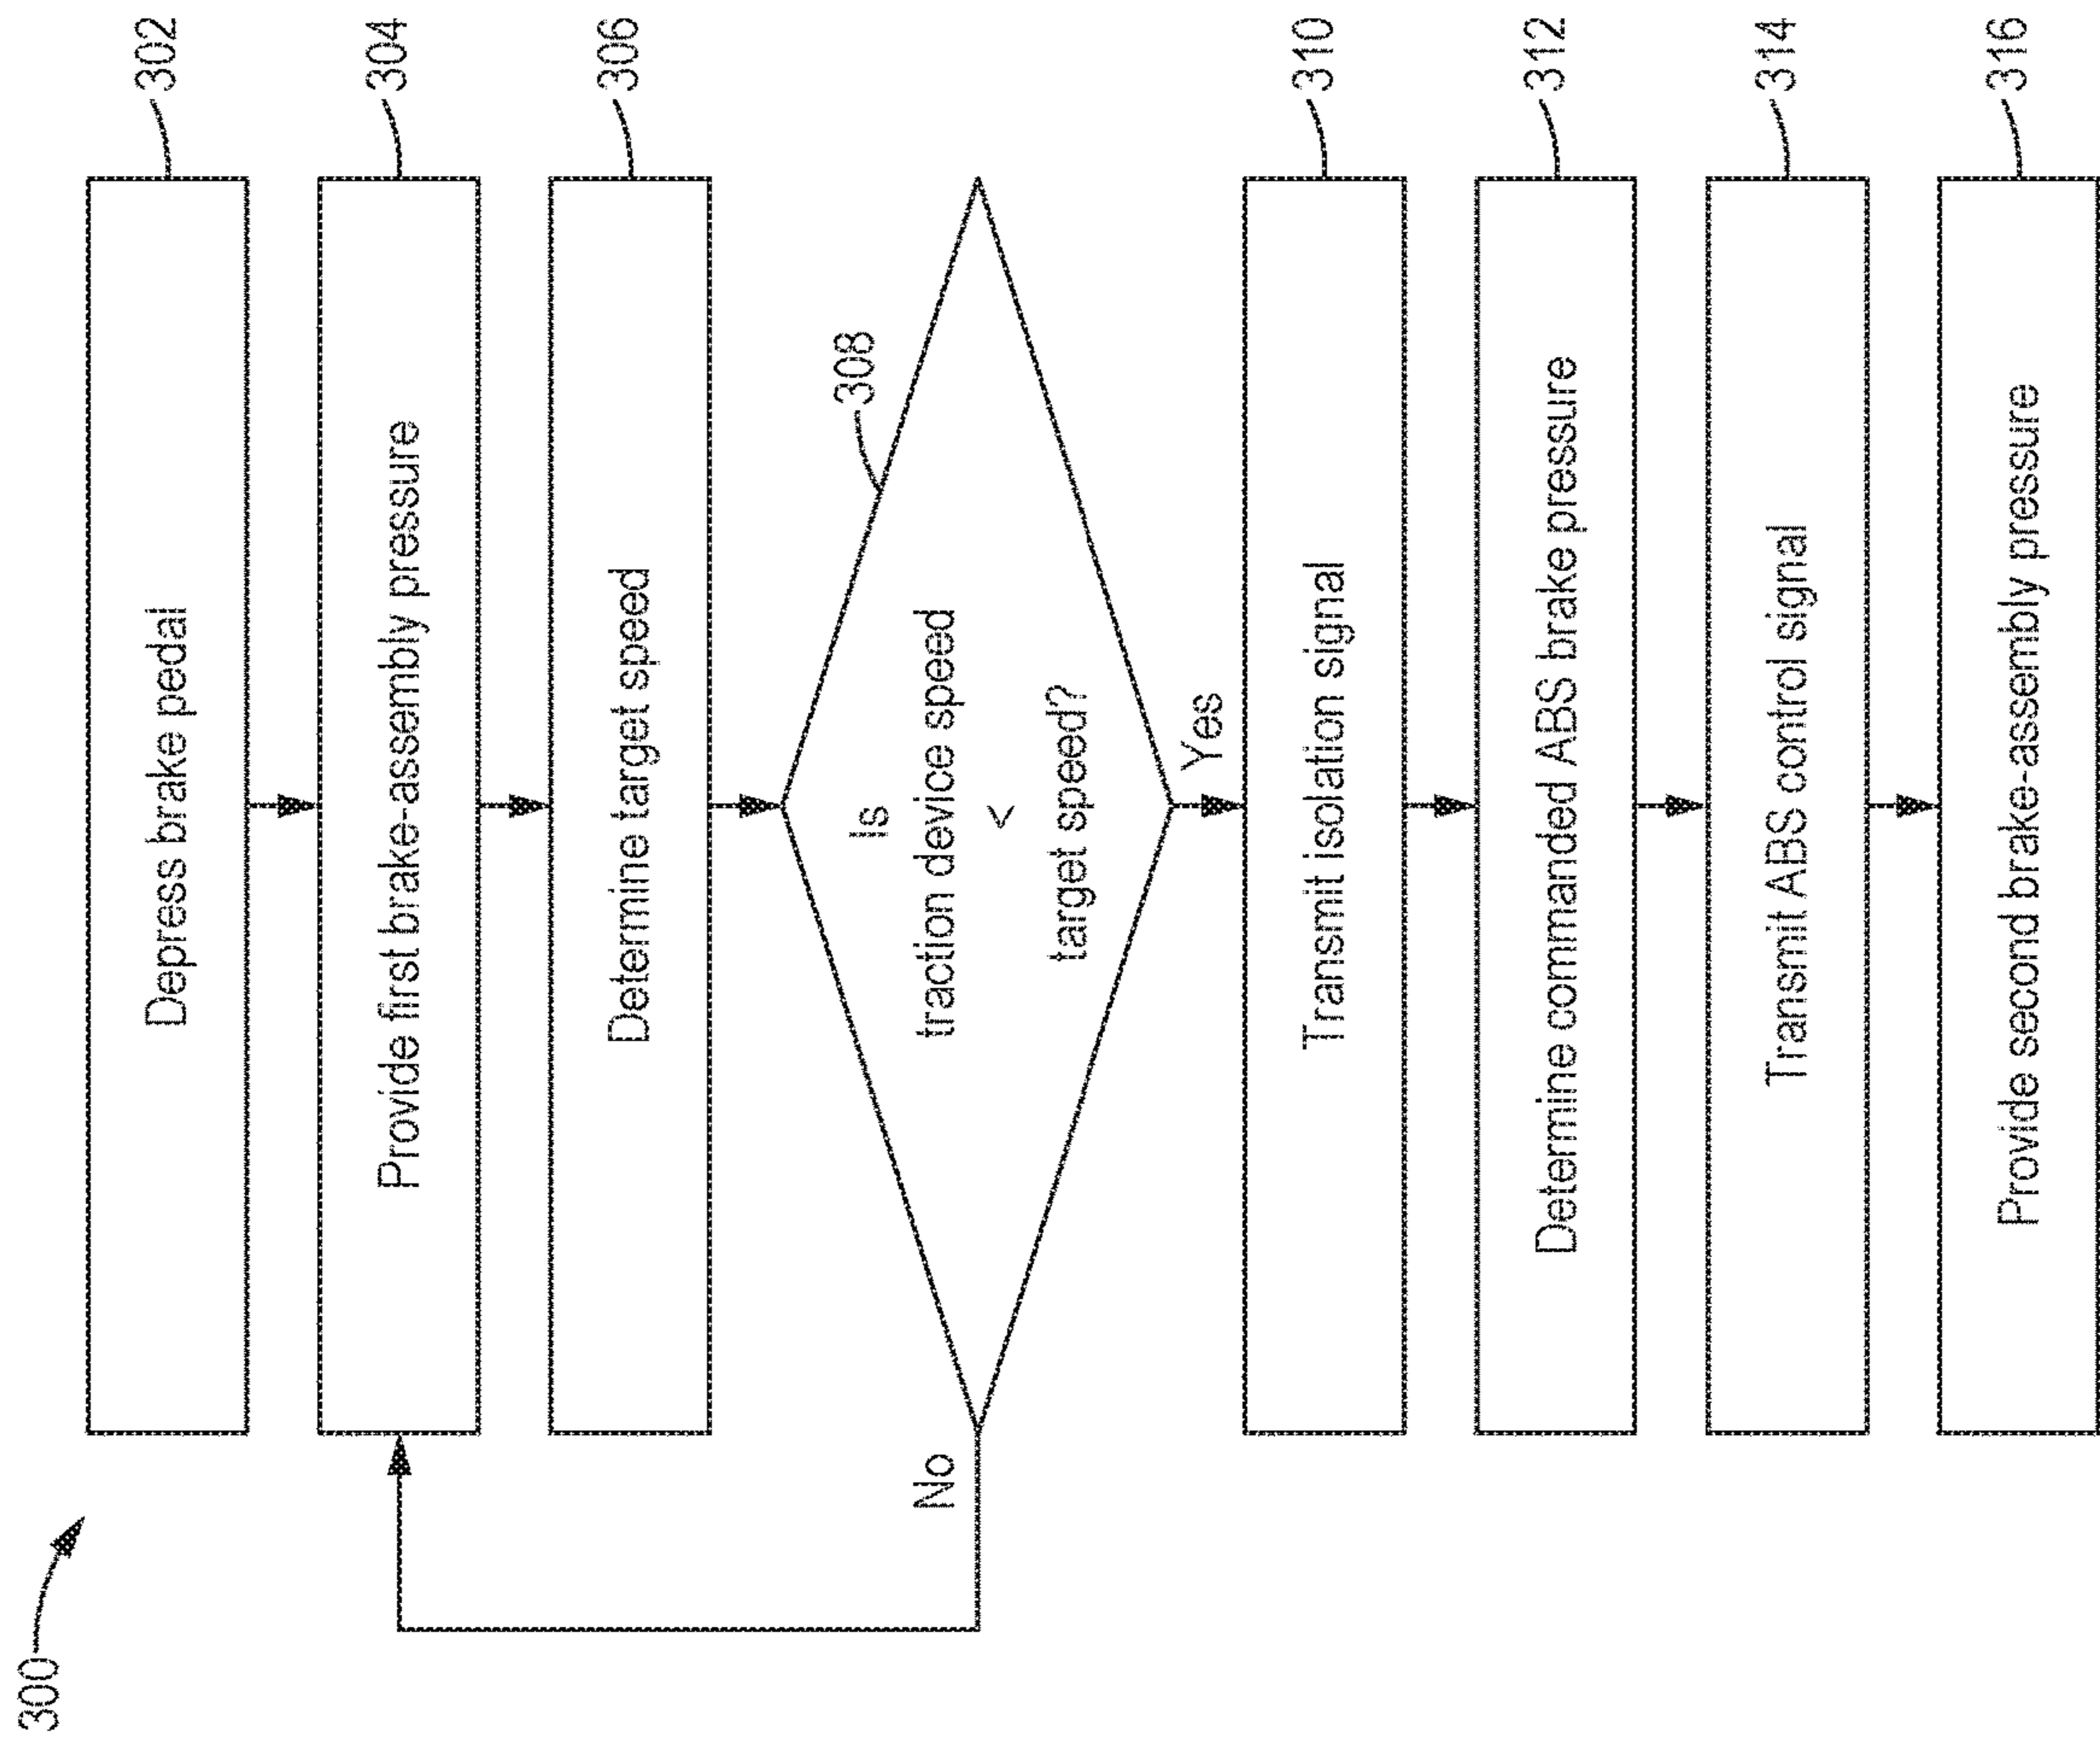 300
Depress brake pedal
302
Provide first brake-assembly pressure
304
Determine target speed
306
308
Is
traction device speed
<
target speed?
No
Yes
Transmit isolation signal
310
Determine commanded ABS brake pressure
312
Transmit ABS control signal
314
Provide second brake-assembly pressure
316